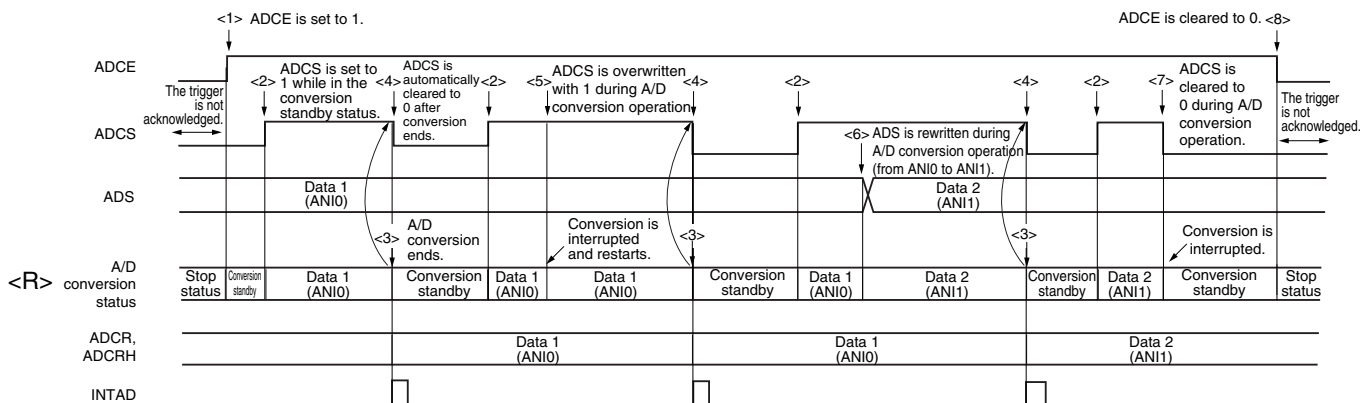 <1> ADCE is set to 1.
ADCE is cleared to 0. <8>
ADCE
The trigger
is not
acknowledged.
<2>
ADCS is set to
1 while in the
conversion
standby status.
<4>
ADCS is
automatically
cleared to
0 after
conversion
ends.
<2>
<5>
ADCS is overwritten
with 1 during A/D
conversion operation
<4>
<2>
<4>
<2>
<7>
ADCS is
cleared to
0 during A/D
conversion
operation.
The trigger
is not
acknowledged.
ADCS
<6> ADS is rewritten during
A/D conversion operation
(from ANI0 to ANI1).
ADS
Data 1
(ANI0)
Data 2
(ANI1)
<3>
A/D
conversion
ends.
Conversion is
interrupted
and restarts.
<3>
<3>
Conversion is
interrupted.
<R>
A/D
conversion
status
Stop
status
Conversion
standby
Data 1
(ANI0)
Conversion
standby
Data 1
(ANI0)
Data 1
(ANI0)
Conversion
standby
Data 1
(ANI0)
Data 2
(ANI1)
Conversion
standby
Data 2
(ANI1)
Conversion
standby
Stop
status
ADCR,
ADCRH
Data 1
(ANI0)
Data 1
(ANI0)
Data 2
(ANI1)
INTAD